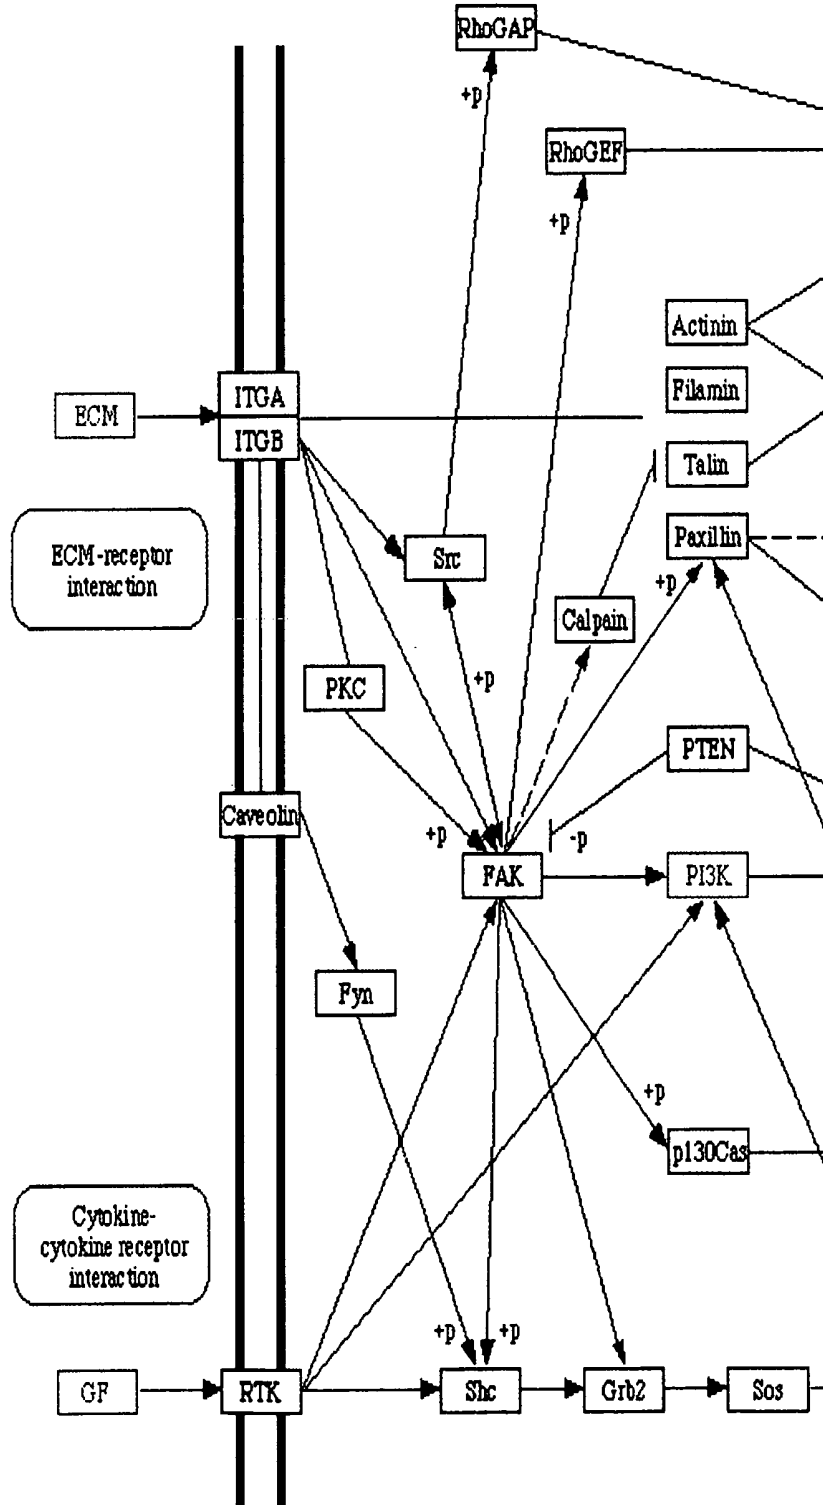 RhoGAP
+p
RhoGEF
+p
Actinin
ITGA
Filamin
ECM
ITGB
Talin
Paxillin
ECM-receptor
interaction
Src
+p
Calpain
PKC
+p
PTEN
Caveolin
+p
-p
FAK
PI3K
Fyn
+p
p130Cas
Cytokine-
cytokine receptor
interaction
+p
+p
GF
RTK
Shc
Grb2
Sos